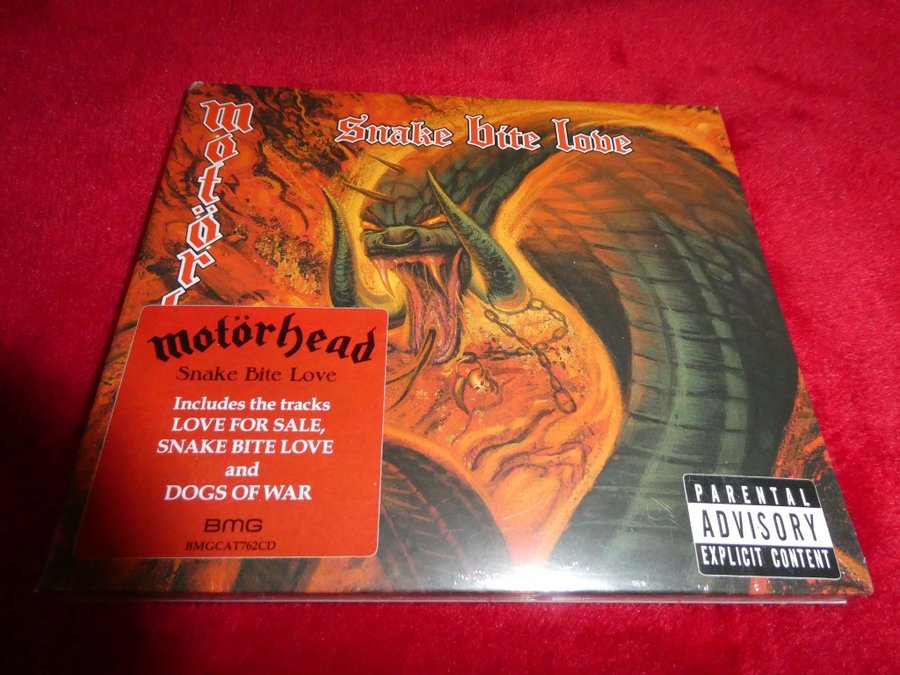 Snake Bite Love
motör
motörhead
Snake Bite Love
Includes the tracks
LOVE FOR SALE,
SNAKE BITE LOVE
and
DOGS OF WAR
BMG
BMGCAT762CD
PARENTAL
ADVISORY
EXPLICIT CONTENT